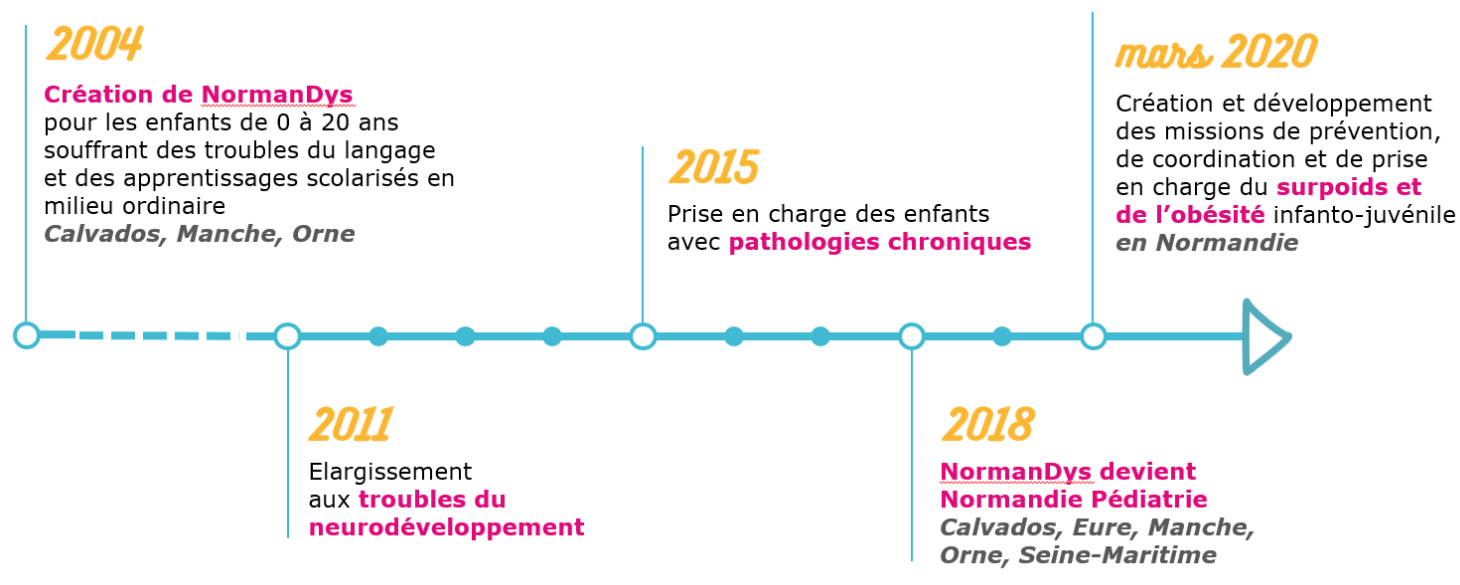 2004
Création de NormanDys
pour les enfants de 0 à 20 ans
souffrant des troubles du langage
et des apprentissages scolarisés en
milieu ordinaire
Calvados, Manche, Orne
2011
Elargissement
aux troubles du
neurodéveloppement
2015
Prise en charge des enfants
avec pathologies chroniques
2018
NormanDys devient
Normandie Pédiatrie
Calvados, Eure, Manche,
Orne, Seine-Maritime
mars 2020
Création et développement
des missions de prévention,
de coordination et de prise
en charge du surpoids et
de l’obésité infanto-juvénile
en Normandie